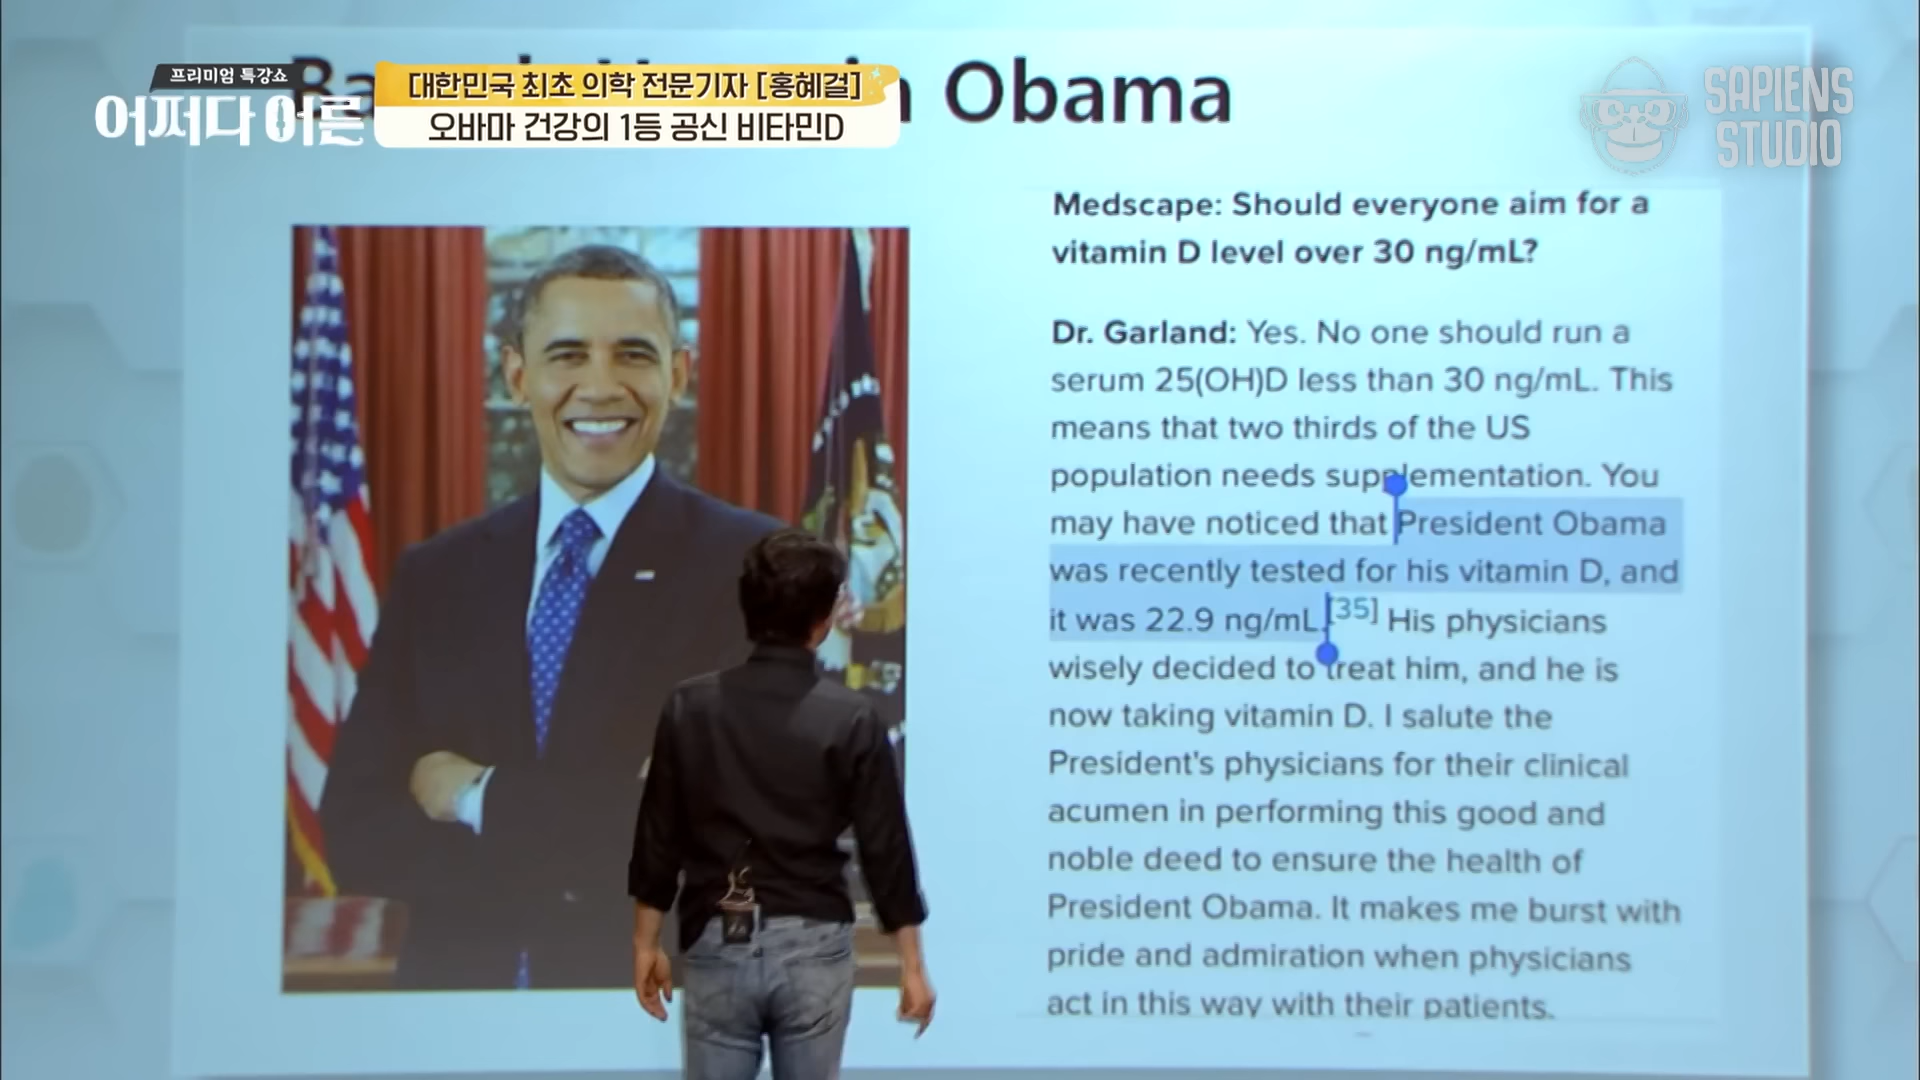 프리미엄 특강쇼
어쩌다 어른
대한민국 최초 의학 전문기자 [홍혜걸]
오바마 건강의 1등 공신 비타민D
Obama
SAPIENS
STUDIO
Medscape: Should everyone aim for a
vitamin D level over 30 ng/mL?
Dr. Garland: Yes. No one should run a
serum 25(OH)D less than 30 ng/mL. This
means that two thirds of the US
population needs supplementation. You
may have noticed that President Obama
was recently tested for his vitamin D, and
it was 22.9 ng/mL.[35] His physicians
wisely decided to treat him, and he is
now taking vitamin D. I salute the
President's physicians for their clinical
acumen in performing this good and
noble deed to ensure the health of
President Obama. It makes me burst with
pride and admiration when physicians
act in this way with their patients.